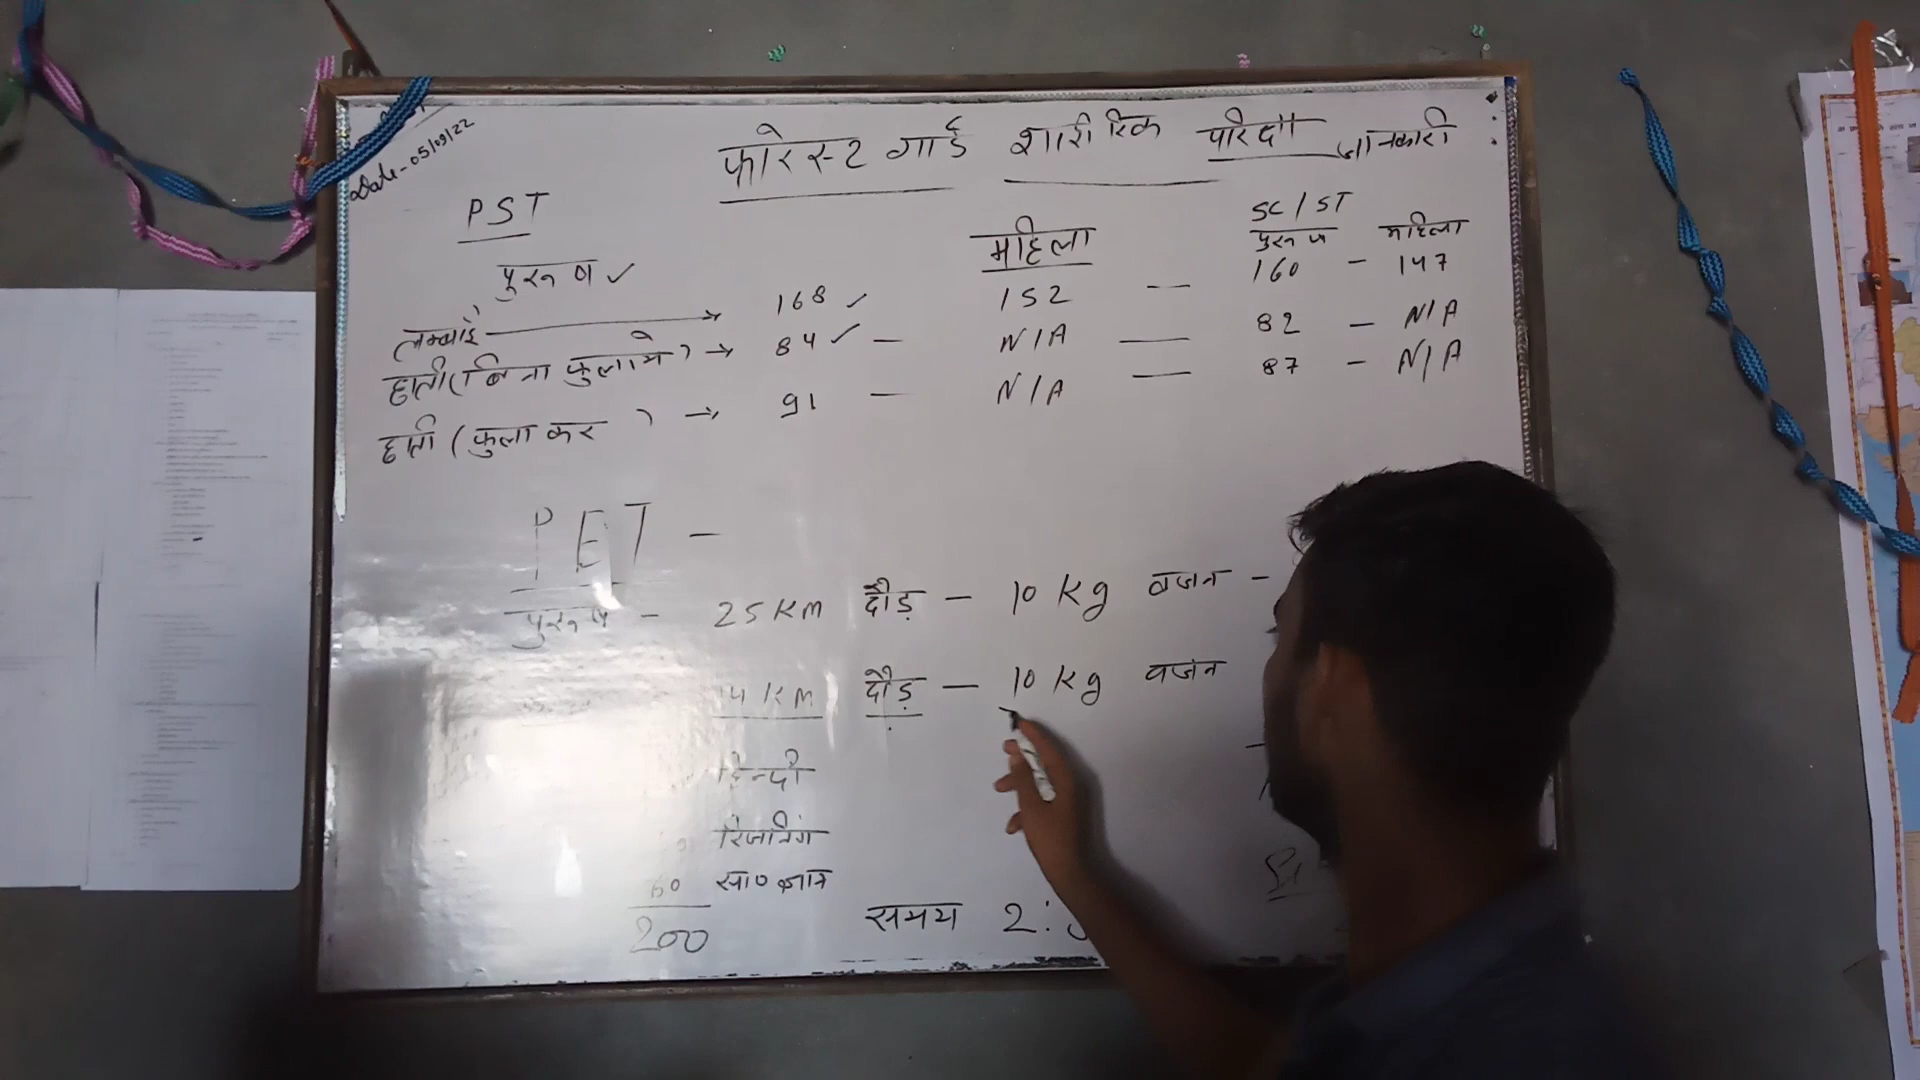 Date - 05/09/22
फोरेस्ट गार्ड शारीरिक परिक्षा जानकारी
PST
पुरूष ✓ महिला SC/ST पुरूष - महिला
लम्बाई → 168 ✓ 152 — 160 - 147
छाती (बिना फुलाये) → 84 ✓ — N/A — 82 - N/A
छाती (फुला कर) → 91 — N/A — 87 - N/A
PET -
पुरूष - 25 KM दौड़ - 10 Kg वजन -
14 KM दौड़ - 10 Kg वजन
हिन्दी
रिजनिंग
60 सा० ज्ञान
200
समय 2: